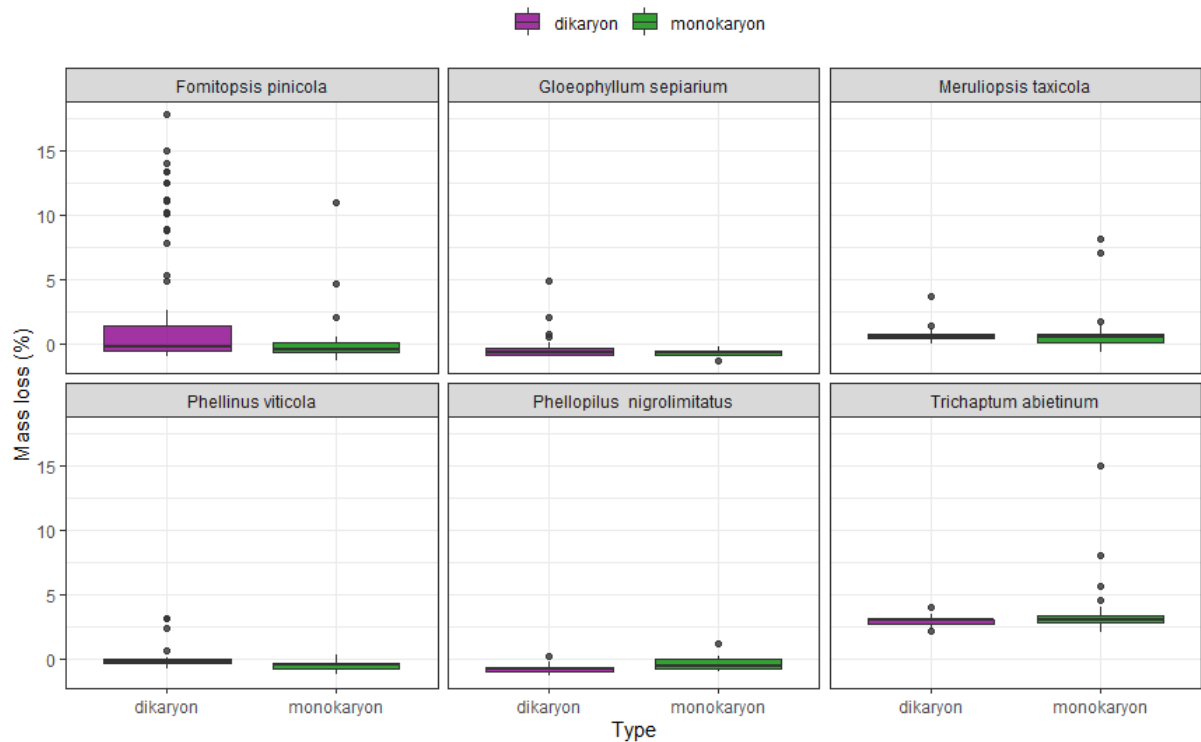 dikaryon monokaryon
Fomitopsis pinicola Gloeophyllum sepiarium Meruliopsis taxicola
15
10
5
0
Mass loss (%)
Phellinus viticola Phellopilus nigrolimitatus Trichaptum abietinum
15
10
5
0
dikaryon monokaryon dikaryon monokaryon dikaryon monokaryon
Type